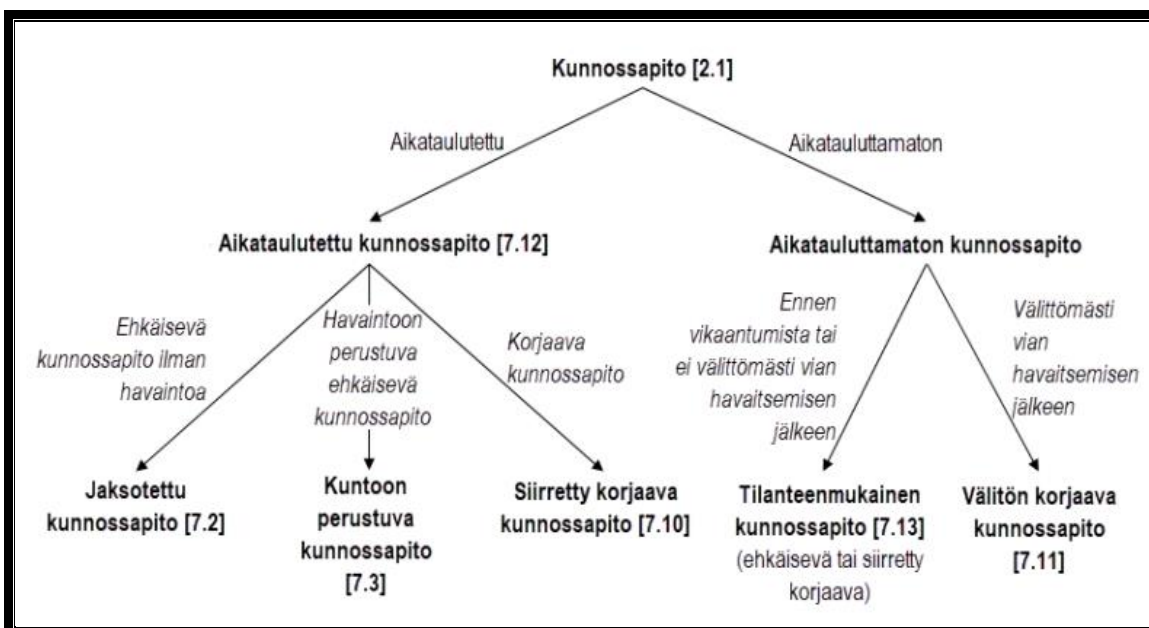 Kunnossapito [2.1]
Aikataulutettu
Aikatauluttamaton
Aikataulutettu kunnossapito [7.12]
Aikatauluttamaton kunnossapito
Ehkäisevä
kunnossapito ilman
havaintoa
Havaintoon
perustuva
ehkäisevä
kunnossapito
Korjaava
kunnossapito
Ennen
vikaantumista tai
ei välittömästi vian
havaitsemisen
jälkeen
Välittömästi
vian
havaitsemisen
jälkeen
Jaksotettu
kunnossapito [7.2]
Kuntoon
perustuva
kunnossapito
[7.3]
Siirretty korjaava
kunnossapito [7.10]
Tilanteenmukainen
kunnossapito [7.13]
(ehkäisevä tai siirretty
korjaava)
Välitön korjaava
kunnossapito
[7.11]